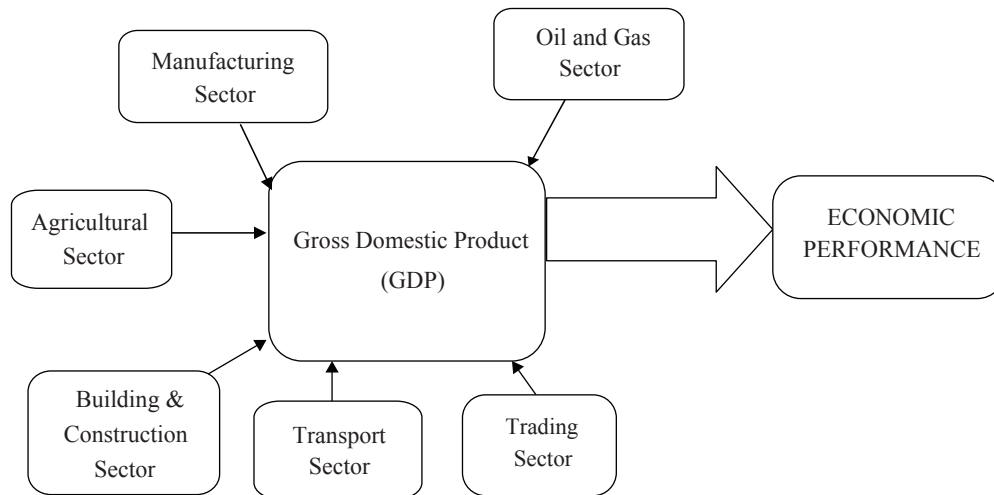 Oil and Gas
Sector
Manufacturing
Sector
Agricultural
Sector
Gross Domestic Product
(GDP)
ECONOMIC
PERFORMANCE
Building &
Construction
Sector
Transport
Sector
Trading
Sector